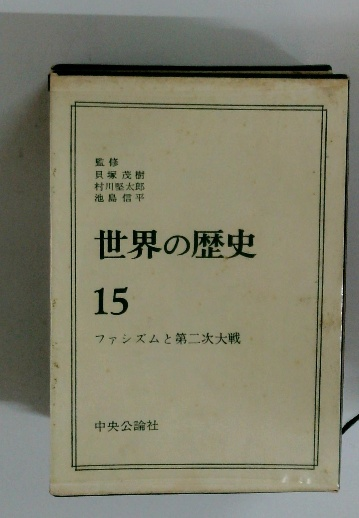 監修
貝塚茂樹
村川堅太郎
池島信平
世界の歴史
15
ファシズムと第二次大戦
中央公論社